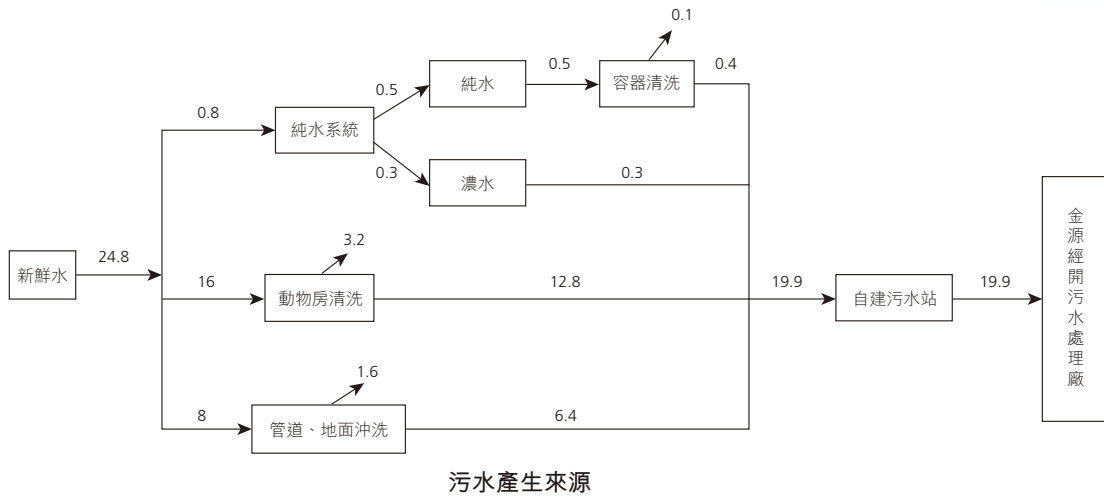 0.1
0.5
純水
0.5
容器清洗
0.4
0.8
純水系統
0.3
濃水
0.3
新鮮水
24.8
3.2
16
動物房清洗
12.8
19.9
自建污水站
19.9
金源經開污水處理廠
1.6
8
管道、地面沖洗
6.4
污水產生來源